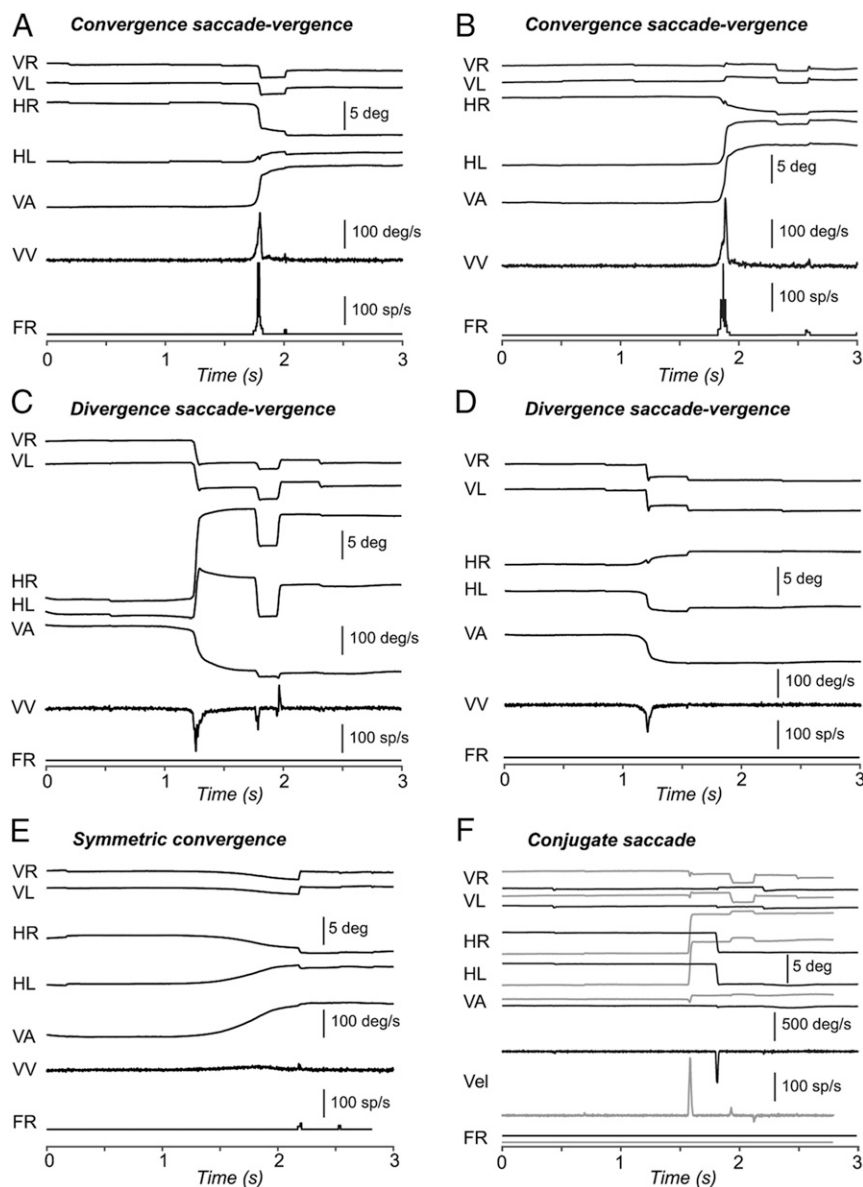 A Convergence saccade-vergence
VR
VL
HR
5 deg
HL
VA
100 deg/s
VV
100 sp/s
FR
0 1 2 3
Time (s)
B Convergence saccade-vergence
VR
VL
HR
HL
5 deg
VA
100 deg/s
VV
100 sp/s
FR
0 1 2 3
Time (s)
C Divergence saccade-vergence
VR
VL
5 deg
HR
HL
VA
100 deg/s
VV
100 sp/s
FR
0 1 2 3
Time (s)
D Divergence saccade-vergence
VR
VL
HR
5 deg
HL
VA
100 deg/s
VV
100 sp/s
FR
0 1 2 3
Time (s)
E Symmetric convergence
VR
VL
HR
5 deg
HL
100 deg/s
VA
VV
100 sp/s
FR
0 1 2 3
Time (s)
F Conjugate saccade
VR
VL
HR
5 deg
HL
VA
500 deg/s
Vel
100 sp/s
FR
0 1 2 3
Time (s)